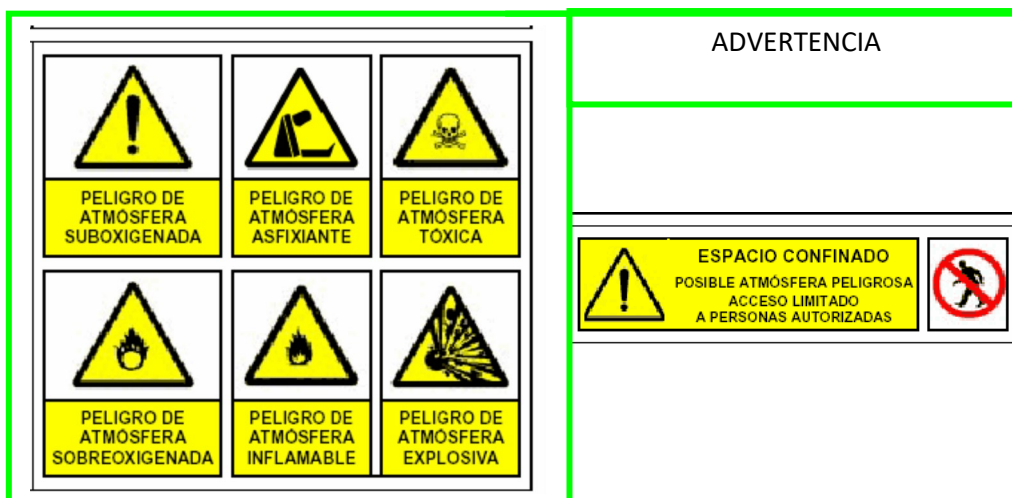 PELIGRO DE
ATMÓSFERA
SUBOXIGENADA
PELIGRO DE
ATMÓSFERA
ASFIXIANTE
PELIGRO DE
ATMÓSFERA
TÓXICA
PELIGRO DE
ATMÓSFERA
SOBREOXIGENADA
PELIGRO DE
ATMÓSFERA
INFLAMABLE
PELIGRO DE
ATMÓSFERA
EXPLOSIVA
ADVERTENCIA
ESPACIO CONFINADO
POSIBLE ATMÓSFERA PELIGROSA
ACCESO LIMITADO
A PERSONAS AUTORIZADAS